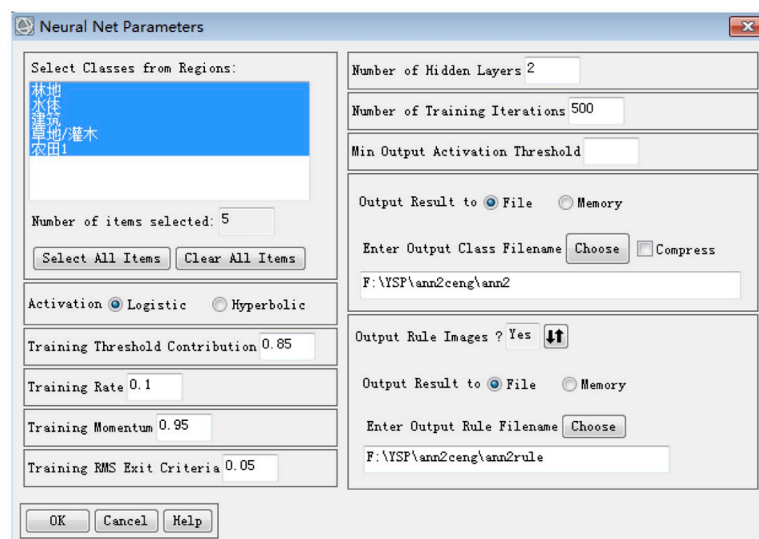 Neural Net Parameters
Select Classes from Regions:
林地
水体
建筑
草地/灌木
农田1
Number of items selected: 5
Select All Items Clear All Items
Activation Logistic Hyperbolic
Training Threshold Contribution 0.85
Training Rate 0.1
Training Momentum 0.95
Training RMS Exit Criteria 0.05
OK Cancel Help
Number of Hidden Layers 2
Number of Training Iterations 500
Min Output Activation Threshold
Output Result to File Memory
Enter Output Class Filename Choose Compress
F:\YSP\ann2ceng\ann2
Output Rule Images ? Yes
Output Result to File Memory
Enter Output Rule Filename Choose
F:\YSP\ann2ceng\ann2rule